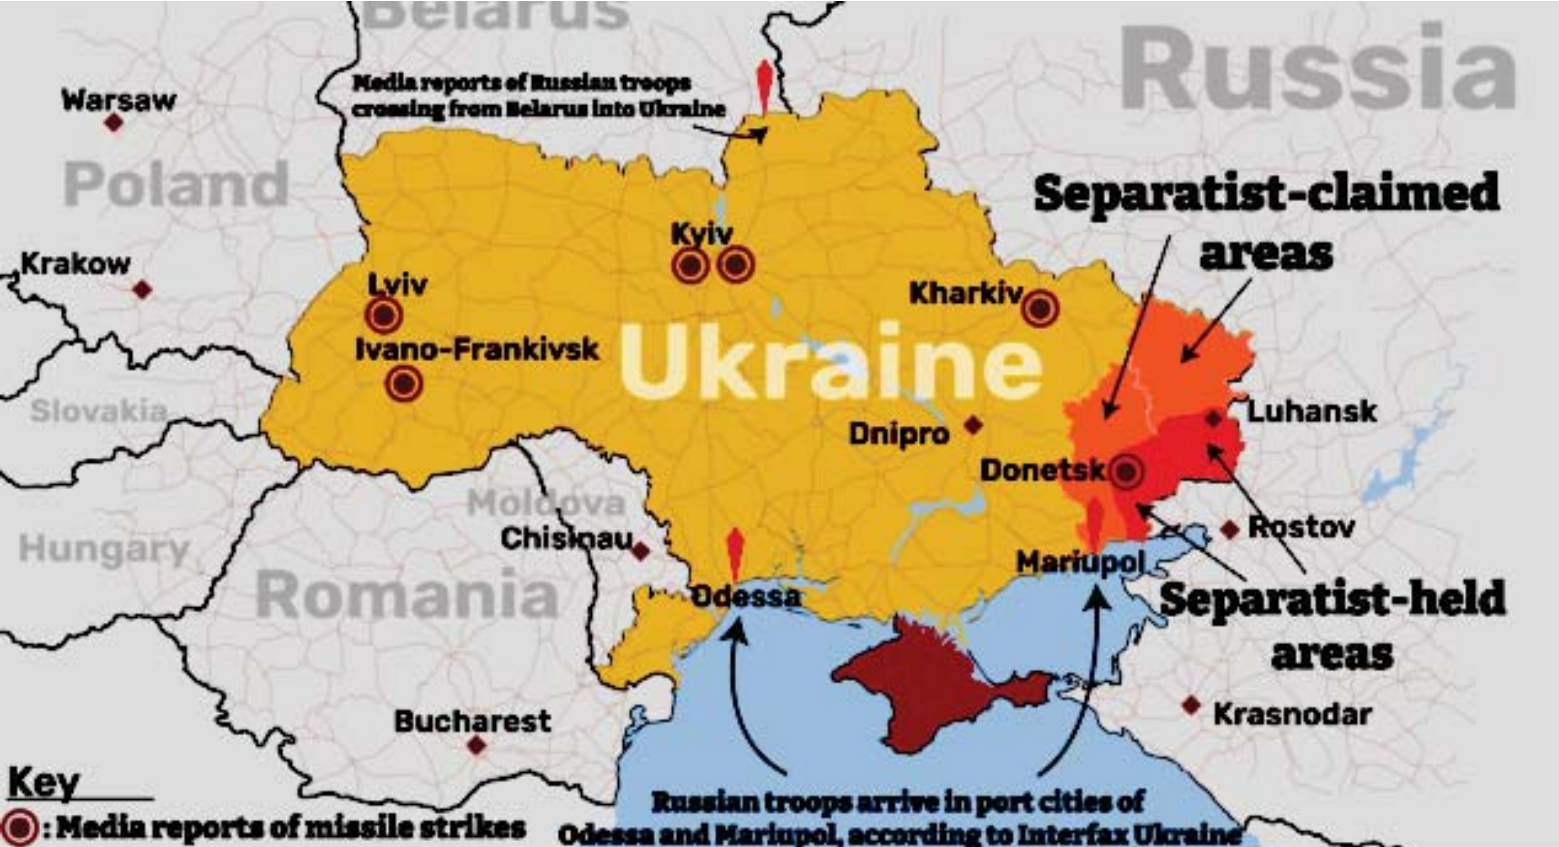 Belarus
Russia
Warsaw
Media reports of Russian troops
crossing from Belarus into Ukraine
Poland
Separatist-claimed
areas
Kyiv
Krakow
Lviv
Kharkiv
Ivano-Frankivsk
Ukraine
Slovakia
Luhansk
Dnipro
Donetsk
Moldova
Chisinau
Rostov
Hungary
Mariupol
Romania
Odessa
Separatist-held
areas
Bucharest
Krasnodar
Key
: Media reports of missile strikes
Russian troops arrive in port cities of
Odessa and Mariupol, according to Interfax Ukraine